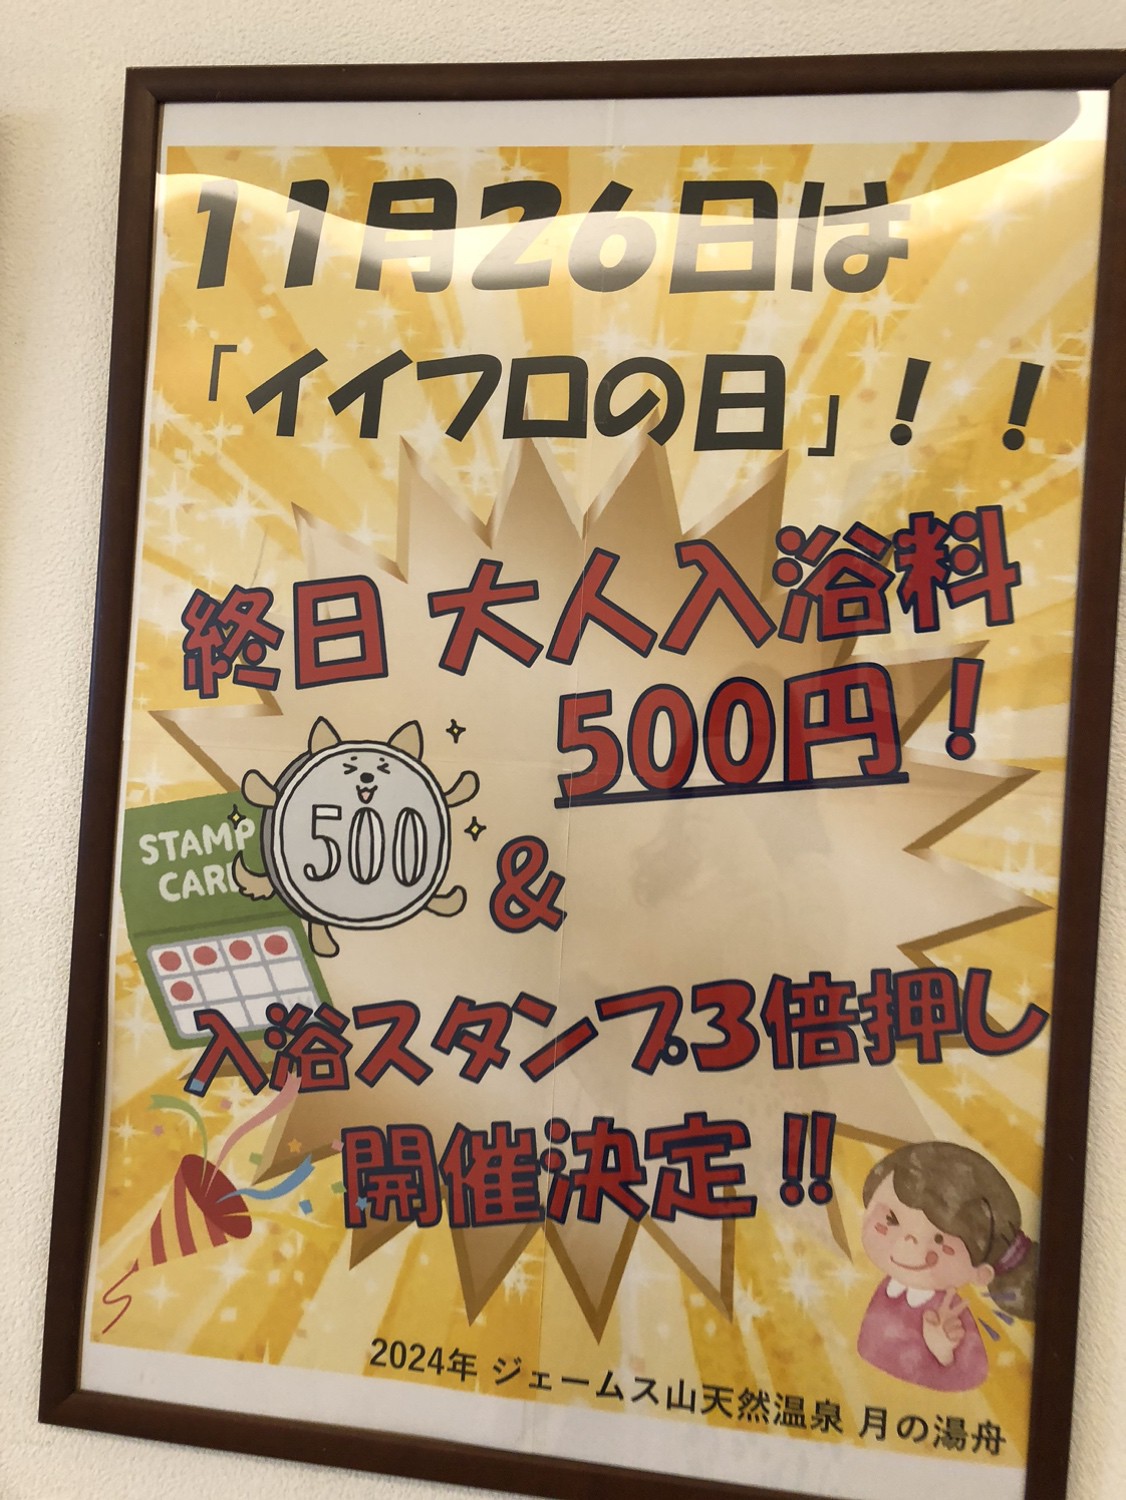 11月26日は
「イイフロの日」！！
終日 大人入浴料
500円！
500
STAMP
CARD
&
入浴スタンプ3倍押し
開催決定!!
2024年 ジェームス山天然温泉 月の湯舟